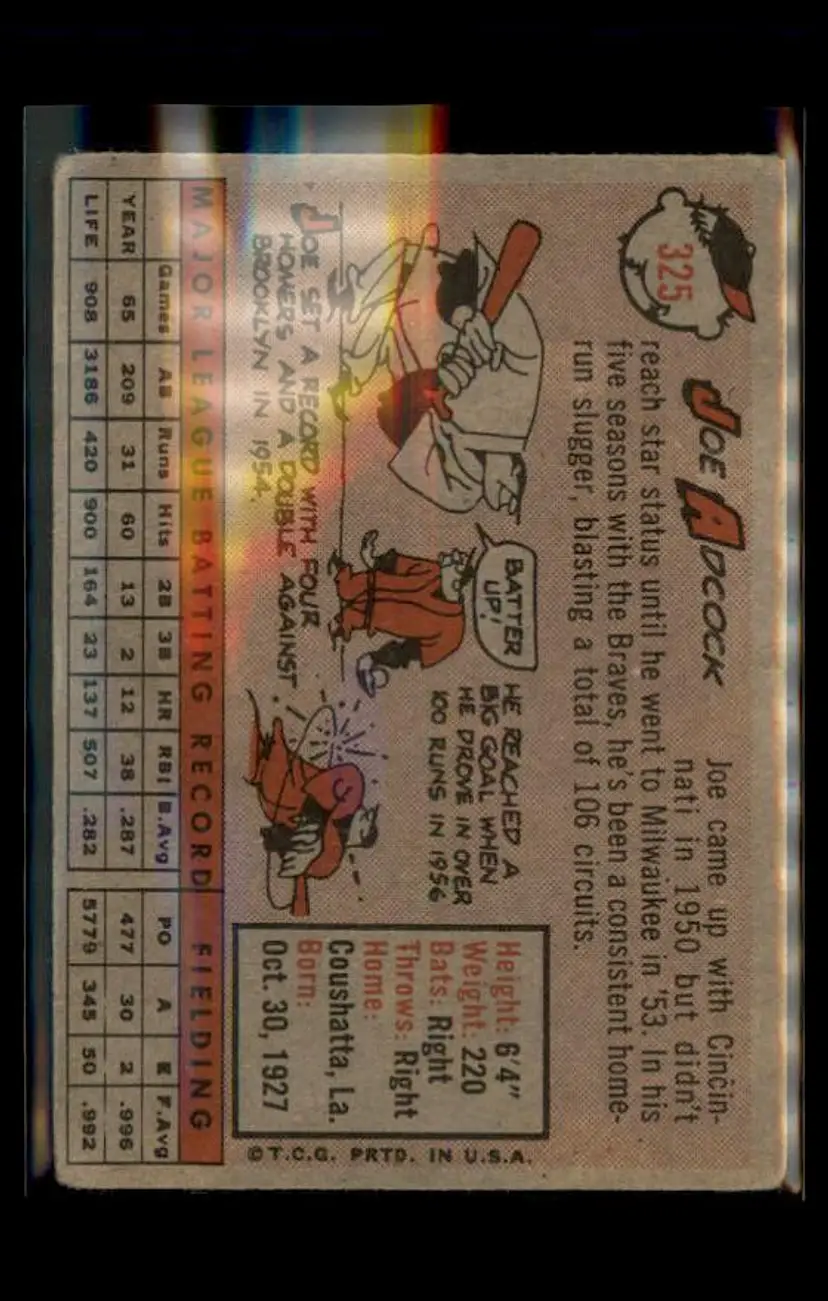 325
JOE ADCOCK
Joe came up with Cincin-
nati in 1950 but didn't
reach star status until he went to Milwaukee in '53. In his
five seasons with the Braves, he's been a consistent home-
run slugger, blasting a total of 106 circuits.
BATTER
UP!
HE REACHED A
BIG GOAL WHEN
HE DROVE IN OVER
100 RUNS IN 1956
JOE SET A RECORD WITH FOUR
HOMERS AND A DOUBLE AGAINST
BROOKLYN IN 1954.
Height: 6'4"
Weight: 220
Bats: Right
Throws: Right
Home:
Coushatta, La.
Born:
Oct. 30, 1927
©T.C.G. PRTD. IN U.S.A.
MAJOR LEAGUE BATTING RECORD FIELDING
Games AB Runs Hits 2B 3B HR RBI B.Avg PO A E F.Avg
YEAR 65 209 31 60 13 2 12 38 .287 477 30 2 .996
LIFE 908 3186 420 900 164 23 137 507 .282 5779 345 50 .992